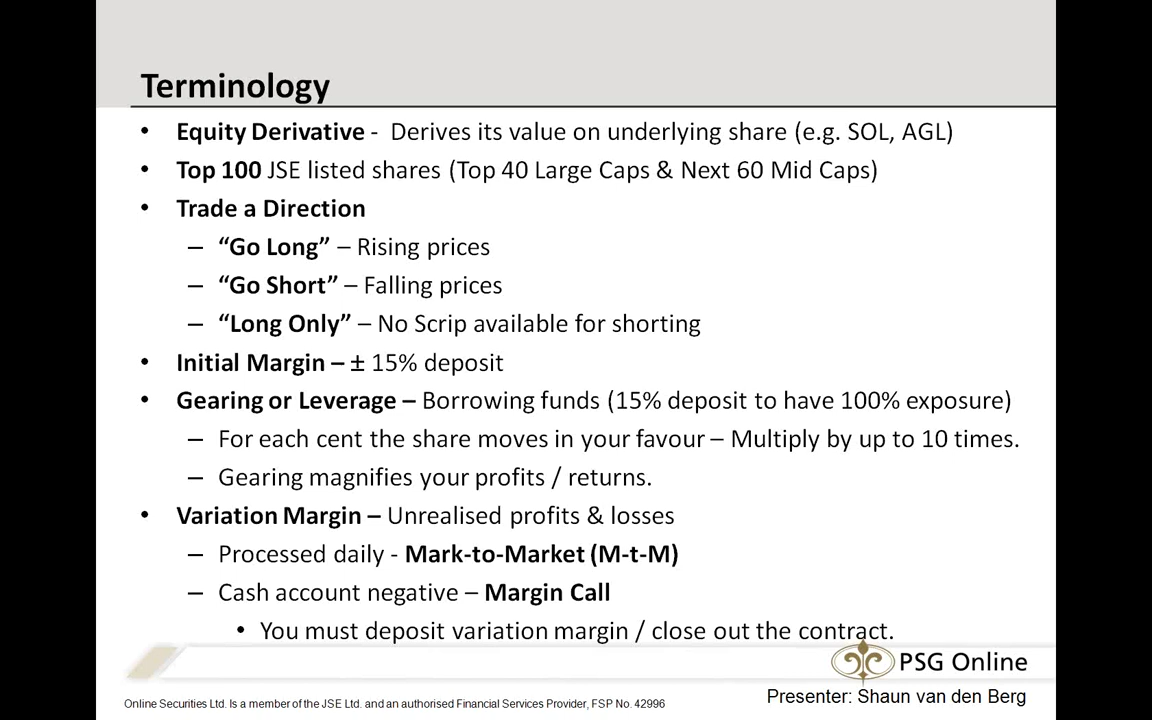 Terminology
• Equity Derivative - Derives its value on underlying share (e.g. SOL, AGL)
• Top 100 JSE listed shares (Top 40 Large Caps & Next 60 Mid Caps)
• Trade a Direction
– “Go Long” – Rising prices
– “Go Short” – Falling prices
– “Long Only” – No Scrip available for shorting
• Initial Margin – ± 15% deposit
• Gearing or Leverage – Borrowing funds (15% deposit to have 100% exposure)
– For each cent the share moves in your favour – Multiply by up to 10 times.
– Gearing magnifies your profits / returns.
• Variation Margin – Unrealised profits & losses
– Processed daily - Mark-to-Market (M-t-M)
– Cash account negative – Margin Call
• You must deposit variation margin / close out the contract.
PSG Online
Presenter: Shaun van den Berg
Online Securities Ltd. Is a member of the JSE Ltd. and an authorised Financial Services Provider, FSP No. 42996